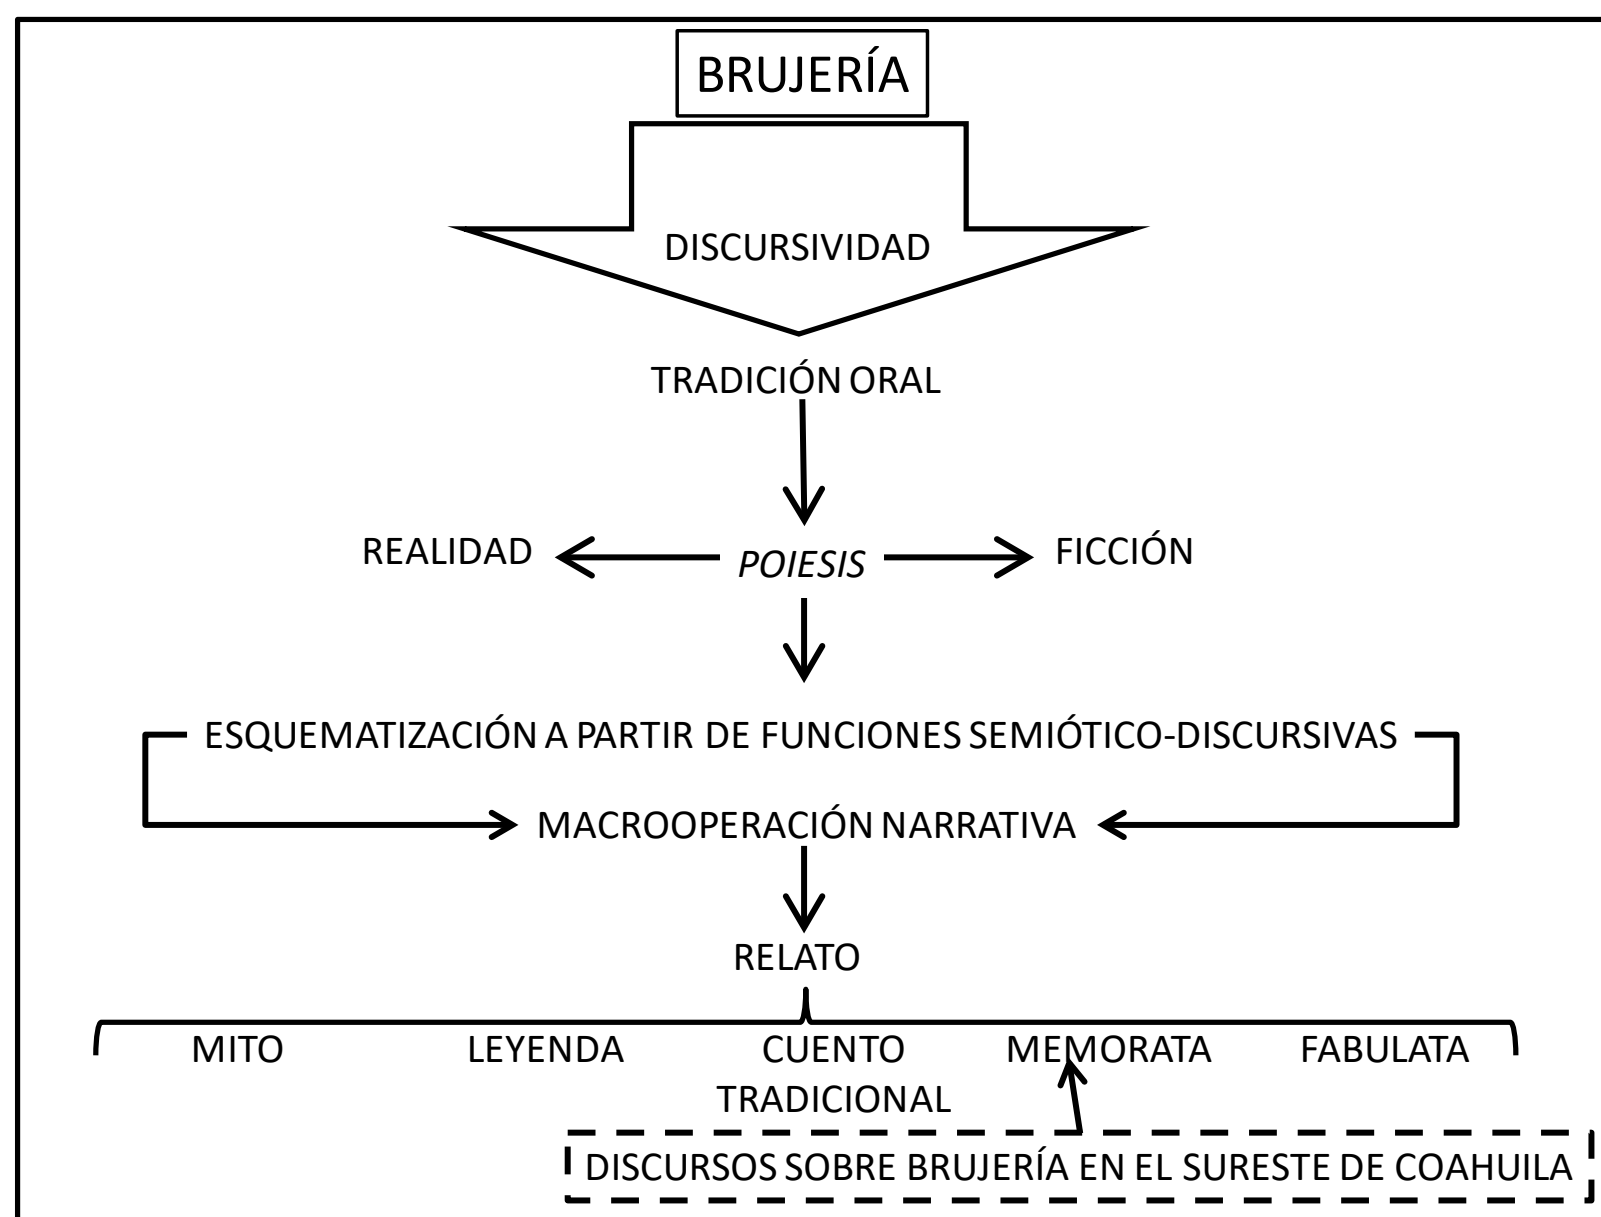 BRUJERÍA
DISCURSIVIDAD
TRADICIÓN ORAL
REALIDAD
POIESIS
FICCIÓN
ESQUEMATIZACIÓN A PARTIR DE FUNCIONES SEMIÓTICO-DISCURSIVAS
MACROOPERACIÓN NARRATIVA
RELATO
MITO
LEYENDA
CUENTO
TRADICIONAL
MEMORATA
FABULATA
DISCURSOS SOBRE BRUJERÍA EN EL SURESTE DE COAHUILA